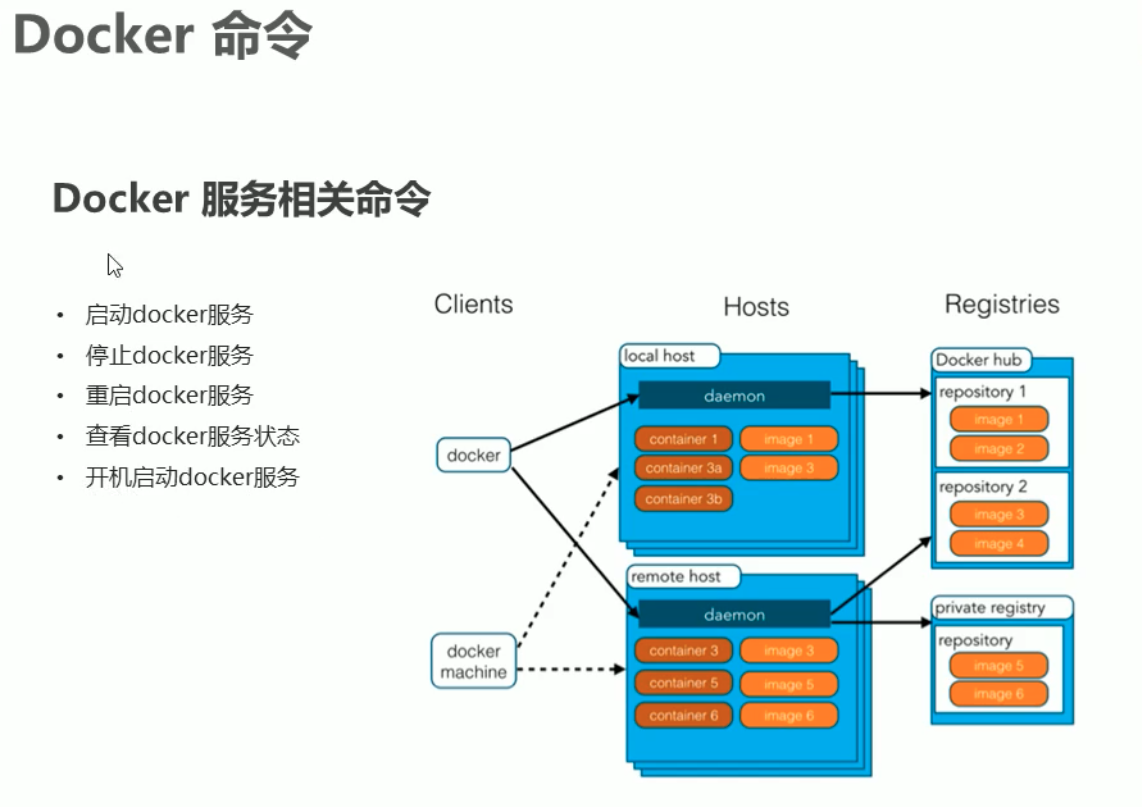 Docker 命令
Docker 服务相关命令
• 启动docker服务
• 停止docker服务
• 重启docker服务
• 查看docker服务状态
• 开机启动docker服务
Clients
Hosts
Registries
docker
docker
machine
local host
daemon
container 1
image 1
container 3a
image 3
container 3b
remote host
daemon
container 3
image 3
container 5
image 5
container 6
image 6
Docker hub
repository 1
image 1
image 2
repository 2
image 3
image 4
private registry
repository
image 5
image 6